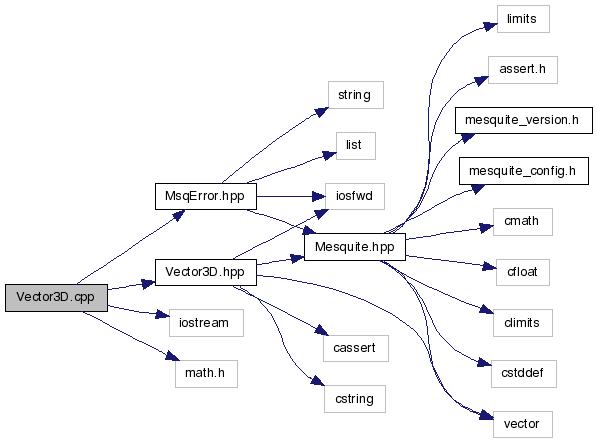 limits
assert.h
string
mesquite_version.h
list
mesquite_config.h
MsqError.hpp
iosfwd
cmath
Mesquite.hpp
Vector3D.hpp
cfloat
Vector3D.cpp
iostream
climits
cassert
math.h
cstddef
cstring
vector